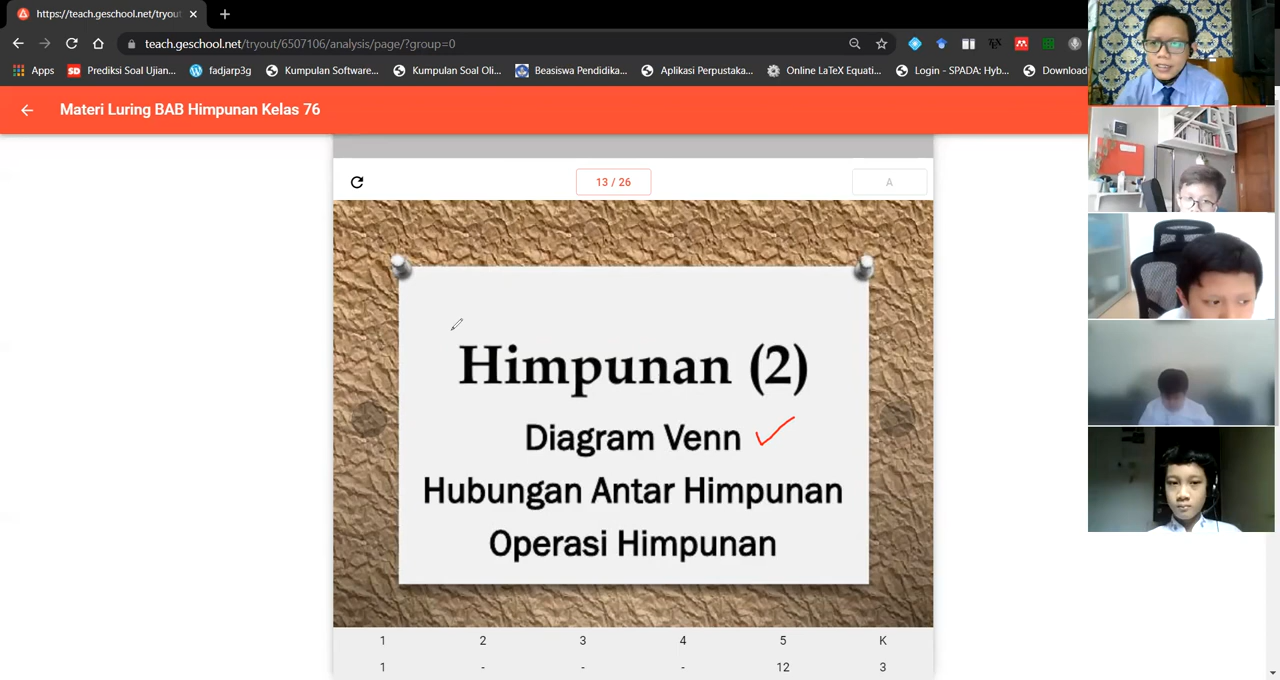 https://teach.geschool.net/tryout
teach.geschool.net/tryout/6507106/analysis/page/?group=0
Apps
Prediksi Soal Ujian...
fadjarp3g
Kumpulan Software...
Kumpulan Soal Oli...
Beasiswa Pendidika...
Aplikasi Perpustaka...
Online LaTeX Equati...
Login - SPADA: Hyb...
Download
Materi Luring BAB Himpunan Kelas 76
13 / 26
A
Himpunan (2)
Diagram Venn
Hubungan Antar Himpunan
Operasi Himpunan
1 2 3 4 5 K
1 - - - 12 3